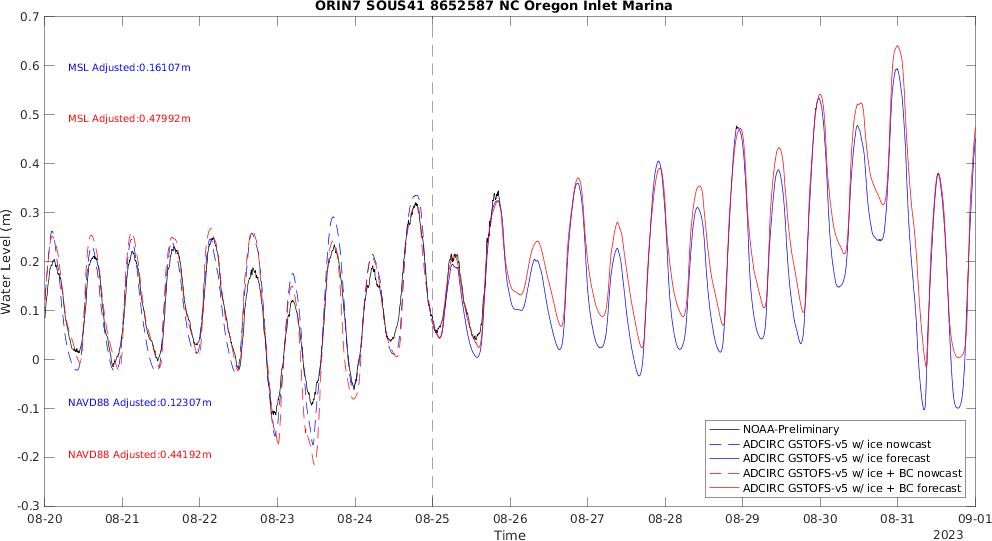 ORIN7 SOUS41 8652587 NC Oregon Inlet Marina
0.7
0.6
0.5
0.4
0.3
0.2
0.1
0
-0.1
-0.2
-0.3
Water Level (m)
MSL Adjusted:0.16107m
MSL Adjusted:0.47992m
NAVD88 Adjusted:0.12307m
NAVD88 Adjusted:0.44192m
NOAA-Preliminary
ADCIRC GSTOFS-v5 w/ ice nowcast
ADCIRC GSTOFS-v5 w/ ice forecast
ADCIRC GSTOFS-v5 w/ ice + BC nowcast
ADCIRC GSTOFS-v5 w/ ice + BC forecast
08-20 08-21 08-22 08-23 08-24 08-25 08-26 08-27 08-28 08-29 08-30 08-31 09-01
Time
2023